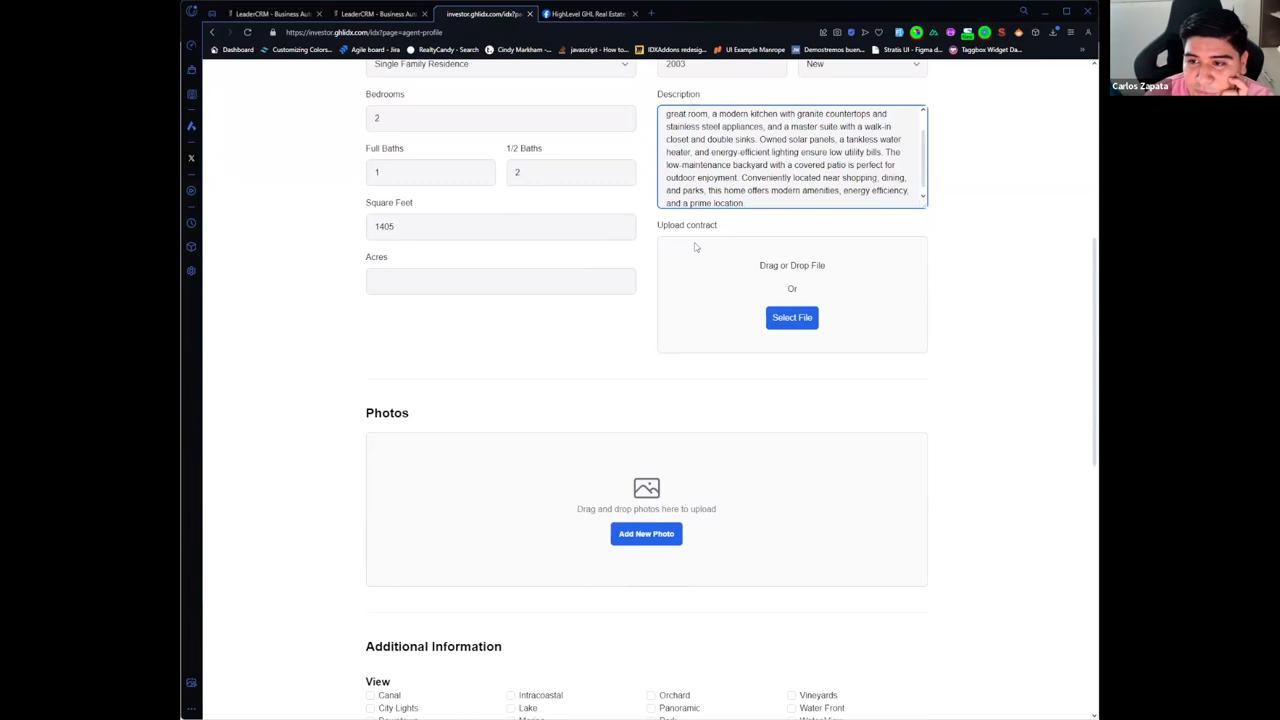 LeaderCRM - Business Aut
LeaderCRM - Business Aut
investor.ghlidx.com/idx?pa
HighLevel GHL Real Estate
https://investor.ghlidx.com/idx?page=agent-profile
Dashboard
Customizing Colors...
Agile board - Jira
RealtyCandy - Search
Cindy Markham - ...
javascript - How to...
IDXAddons redesig...
UI Example Manrope
Demostremos buen...
Stratis UI - Figma d...
Taggbox Widget Da...
Carlos Zapata
Single Family Residence
2003
New
Bedrooms
2
Full Baths
1/2 Baths
1
2
Square Feet
1405
Acres
Description
great room, a modern kitchen with granite countertops and
stainless steel appliances, and a master suite with a walk-in
closet and double sinks. Owned solar panels, a tankless water
heater, and energy-efficient lighting ensure low utility bills. The
low-maintenance backyard with a covered patio is perfect for
outdoor enjoyment. Conveniently located near shopping, dining,
and parks, this home offers modern amenities, energy efficiency,
and a prime location.
Upload contract
Drag or Drop File
Or
Select File
Photos
Drag and drop photos here to upload
Add New Photo
Additional Information
View
Canal
Intracoastal
Orchard
Vineyards
City Lights
Lake
Panoramic
Water Front